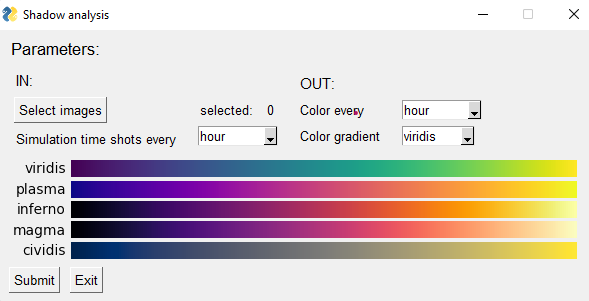 Shadow analysis
Parameters:
IN:
OUT:
Select images selected: 0 Color every hour
Simulation time shots every hour Color gradient viridis
viridis
plasma
inferno
magma
cividis
Submit Exit